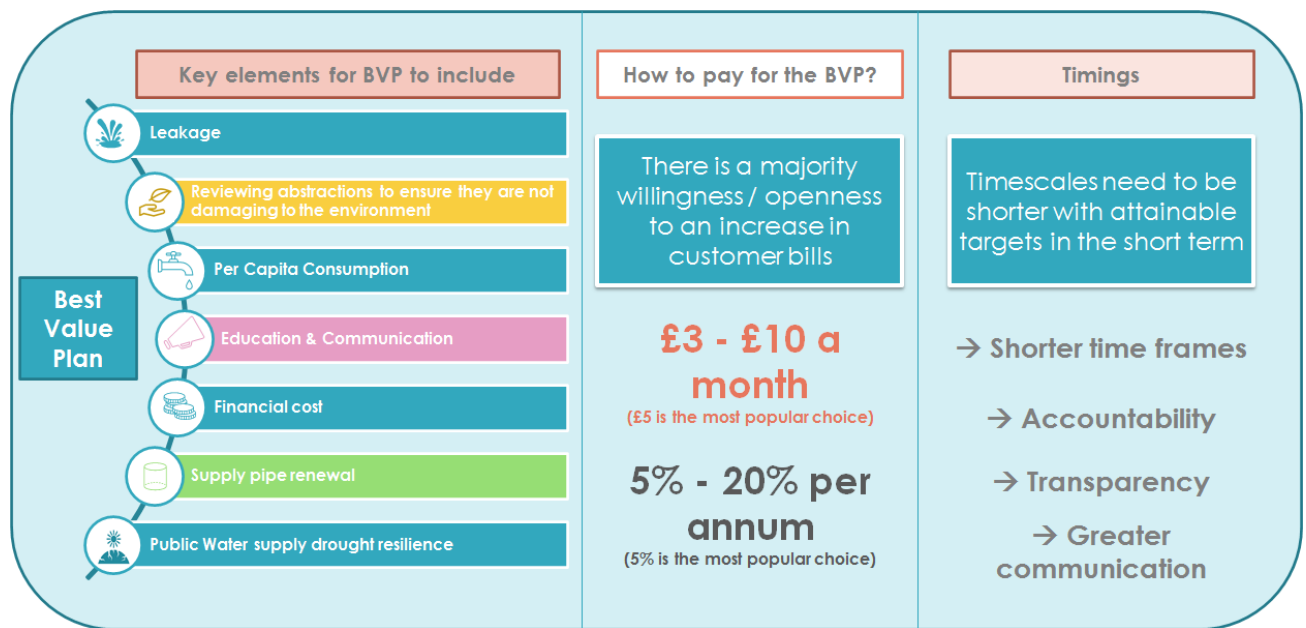 Key elements for BVP to include
Leakage
Reviewing abstractions to ensure they are not
damaging to the environment
Per Capita Consumption
Best
Value
Plan
Education & Communication
Financial cost
Supply pipe renewal
Public Water supply drought resilience
How to pay for the BVP?
There is a majority
willingness / openness
to an increase in
customer bills
£3 - £10 a
month
(£5 is the most popular choice)
5% - 20% per
annum
(5% is the most popular choice)
Timings
Timescales need to be
shorter with attainable
targets in the short term
→ Shorter time frames
→ Accountability
→ Transparency
→ Greater
communication